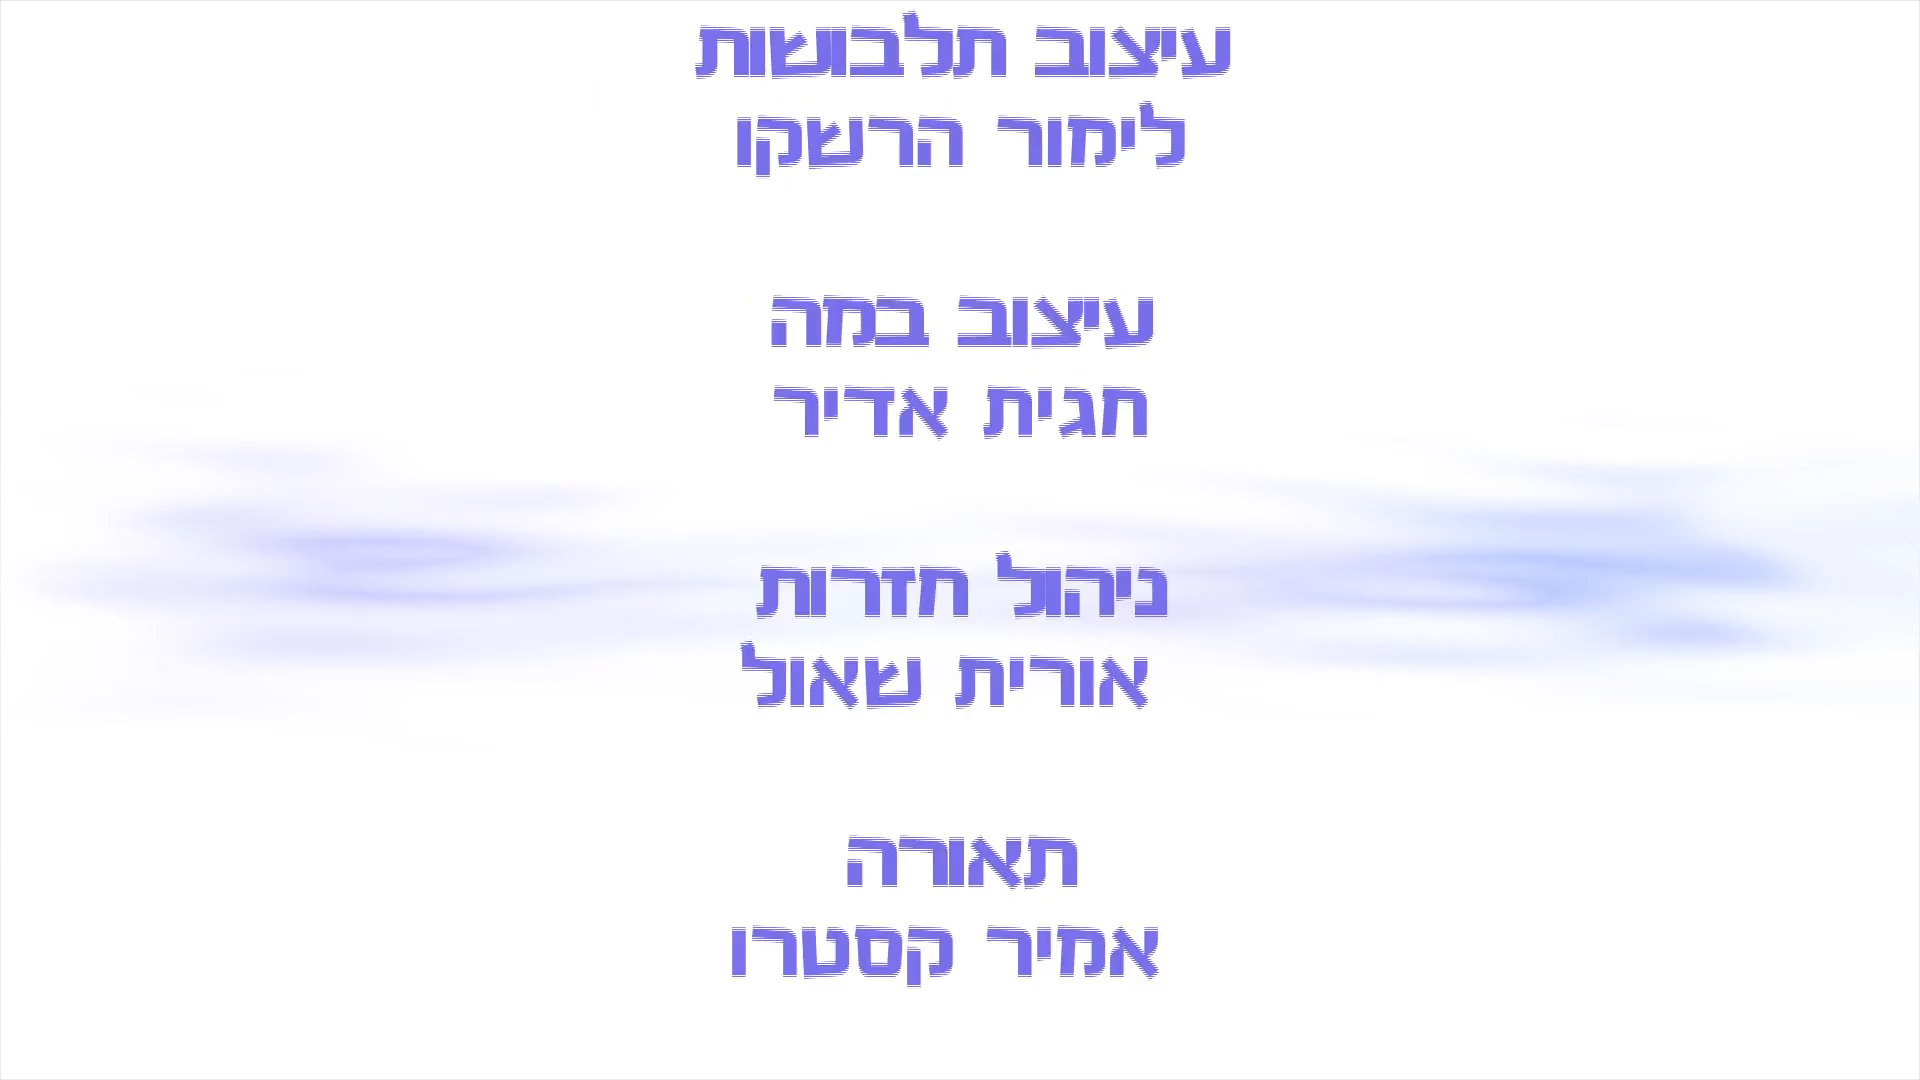 עיצוב תלבושות
לימור הרשקו
עיצוב במה
חגית אדיר
ניהול חזרות
אורית שאול
תאורה
אמיר קסטרו